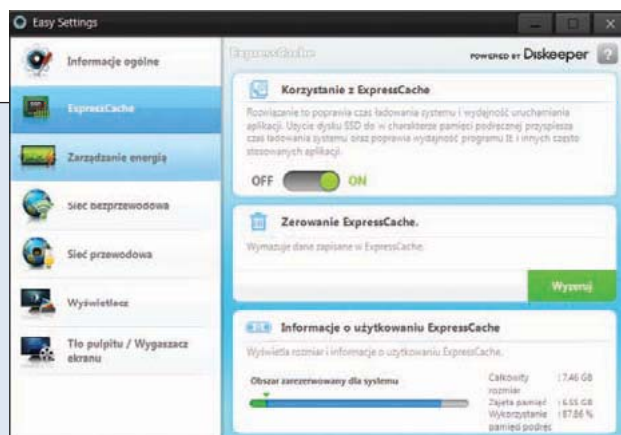 Easy Settings
ExpressCache
POWERED BY Diskeeper ?
Informacje ogólne
ExpressCache
Zarządzanie energią
Sieć bezprzewodowa
Sieć przewodowa
Wyświetlacz
Tło pulpitu / Wygaszacz
ekranu
Korzystanie z ExpressCache
Rozwiązanie to poprawia czas ładowania systemu i wydajność uruchamiania
aplikacji. Użycie dysku SSD do w charakterze pamięci podręcznej przyspiesza
czas ładowania systemu oraz poprawia wydajność programu IE i innych często
stosowanych aplikacji.
OFF ON
Zerowanie ExpressCache.
Wymazuje dane zapisane w ExpressCache.
Wyzeruj
Informacje o użytkowaniu ExpressCache
Wyświetla rozmiar i informacje o użytkowaniu ExpressCache.
Obszar zarezerwowany dla systemu
Całkowity : 7.46 GB
rozmiar
Zajęta pamięć : 6.55 GB
Wykorzystanie : 87.86 %
pamięci podręc